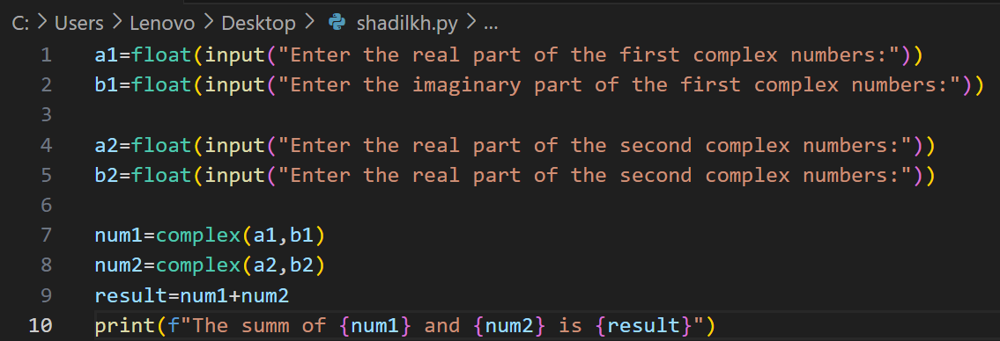 C: > Users > Lenovo > Desktop > shadilkh.py > ...
1 a1=float(input("Enter the real part of the first complex numbers:"))
2 b1=float(input("Enter the imaginary part of the first complex numbers:"))
3
4 a2=float(input("Enter the real part of the second complex numbers:"))
5 b2=float(input("Enter the real part of the second complex numbers:"))
6
7 num1=complex(a1,b1)
8 num2=complex(a2,b2)
9 result=num1+num2
10 print(f"The summ of {num1} and {num2} is {result}")